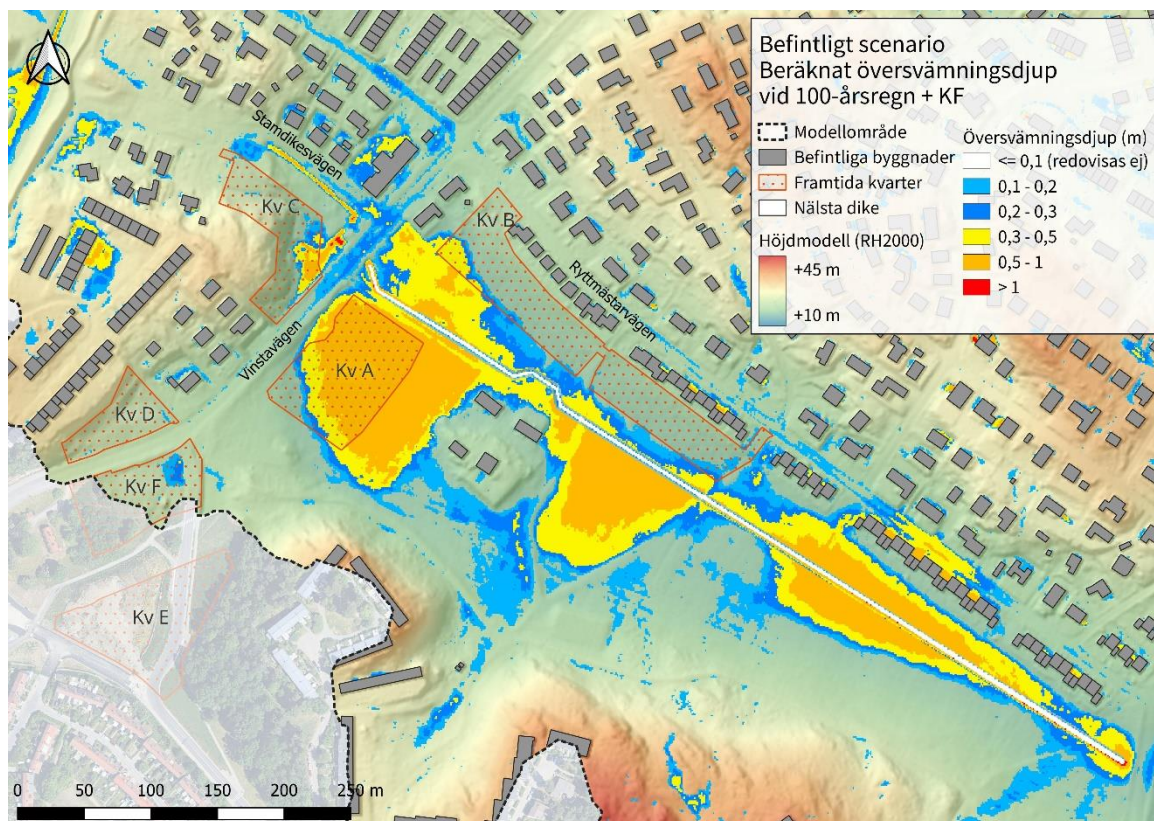 Befintligt scenario
Beräknat översvämningsdjup
vid 100-årsregn + KF
Modellområde
Befintliga byggnader
Framtida kvarter
Nälsta dike
Höjdmodell (RH2000)
+45 m
+10 m
Översvämningsdjup (m)
<= 0,1 (redovisas ej)
0,1 - 0,2
0,2 - 0,3
0,3 - 0,5
0,5 - 1
> 1
Stamdikesvägen
Kv C
Kv B
Ryttmästarvägen
Vinstavägen
Kv A
Kv D
Kv F
Kv E
0 50 100 150 200 250 m